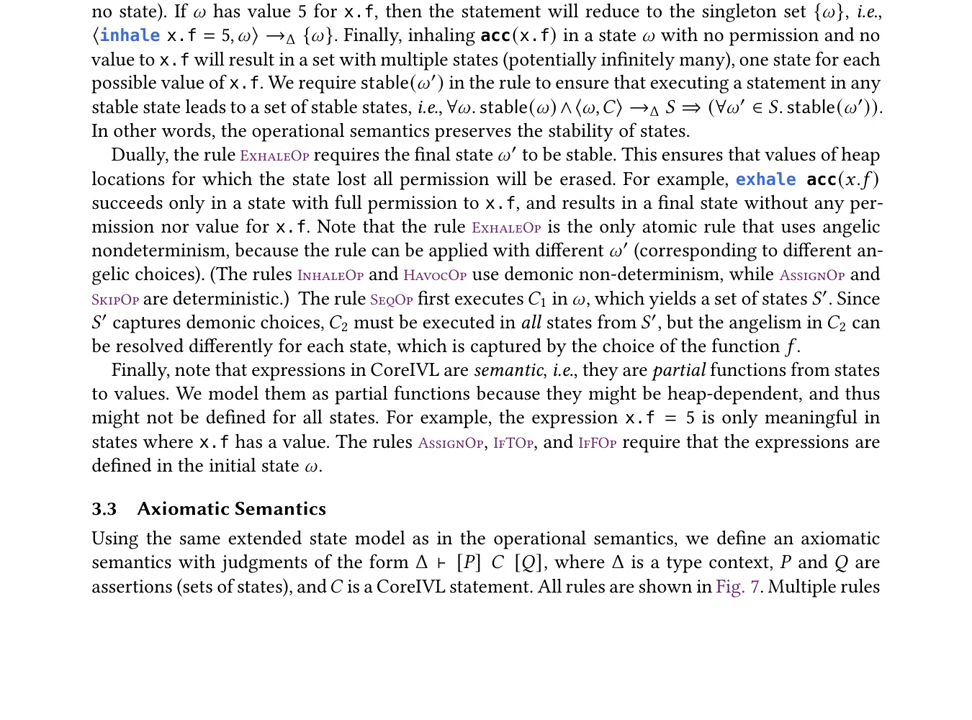 no state). If ω has value 5 for x.f, then the statement will reduce to the singleton set {ω}, i.e.,
⟨inhale x.f = 5, ω⟩ →Δ {ω}. Finally, inhaling acc(x.f) in a state ω with no permission and no
value to x.f will result in a set with multiple states (potentially infinitely many), one state for each
possible value of x.f. We require stable(ω′) in the rule to ensure that executing a statement in any
stable state leads to a set of stable states, i.e., ∀ω. stable(ω) ∧ ⟨ω, C⟩ →Δ S ⇒ (∀ω′ ∈ S. stable(ω′)).
In other words, the operational semantics preserves the stability of states.
Dually, the rule ExhaleOp requires the final state ω′ to be stable. This ensures that values of heap
locations for which the state lost all permission will be erased. For example, exhale acc(x.f)
succeeds only in a state with full permission to x.f, and results in a final state without any per-
mission nor value for x.f. Note that the rule ExhaleOp is the only atomic rule that uses angelic
nondeterminism, because the rule can be applied with different ω′ (corresponding to different an-
gelic choices). (The rules InhaleOp and HavocOp use demonic non-determinism, while AssignOp and
SkipOp are deterministic.) The rule SeqOp first executes C₁ in ω, which yields a set of states S′. Since
S′ captures demonic choices, C₂ must be executed in all states from S′, but the angelism in C₂ can
be resolved differently for each state, which is captured by the choice of the function f.
Finally, note that expressions in CoreIVL are semantic, i.e., they are partial functions from states
to values. We model them as partial functions because they might be heap-dependent, and thus
might not be defined for all states. For example, the expression x.f = 5 is only meaningful in
states where x.f has a value. The rules AssignOp, IfTOp, and IfFOp require that the expressions are
defined in the initial state ω.
3.3 Axiomatic Semantics
Using the same extended state model as in the operational semantics, we define an axiomatic
semantics with judgments of the form Δ ⊢ [P] C [Q], where Δ is a type context, P and Q are
assertions (sets of states), and C is a CoreIVL statement. All rules are shown in Fig. 7. Multiple rules